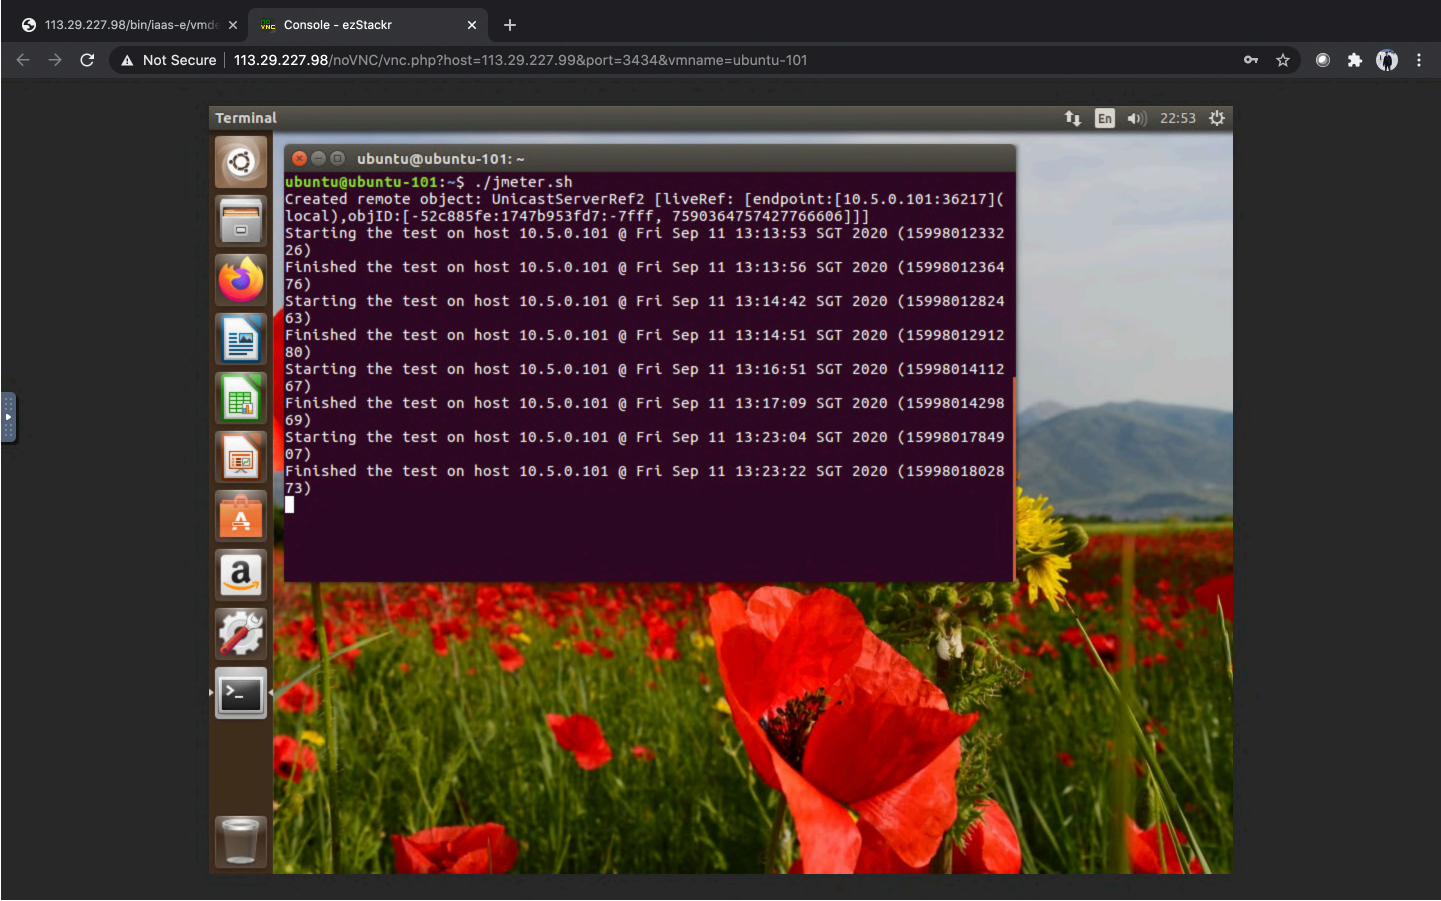 113.29.227.98/bin/iaas-e/vmde
Console - ezStackr
Not Secure 113.29.227.98/noVNC/vnc.php?host=113.29.227.99&port=3434&vmname=ubuntu-101
Terminal
En
22:53
ubuntu@ubuntu-101: ~
ubuntu@ubuntu-101:~$ ./jmeter.sh
Created remote object: UnicastServerRef2 [liveRef: [endpoint:[10.5.0.101:36217](
local),objID:[-52c885fe:1747b953fd7:-7fff, 7590364757427766606]]]
Starting the test on host 10.5.0.101 @ Fri Sep 11 13:13:53 SGT 2020 (15998012332
26)
Finished the test on host 10.5.0.101 @ Fri Sep 11 13:13:56 SGT 2020 (15998012364
76)
Starting the test on host 10.5.0.101 @ Fri Sep 11 13:14:42 SGT 2020 (15998012824
63)
Finished the test on host 10.5.0.101 @ Fri Sep 11 13:14:51 SGT 2020 (15998012912
80)
Starting the test on host 10.5.0.101 @ Fri Sep 11 13:16:51 SGT 2020 (15998014112
67)
Finished the test on host 10.5.0.101 @ Fri Sep 11 13:17:09 SGT 2020 (15998014298
69)
Starting the test on host 10.5.0.101 @ Fri Sep 11 13:23:04 SGT 2020 (15998017849
07)
Finished the test on host 10.5.0.101 @ Fri Sep 11 13:23:22 SGT 2020 (15998018028
73)